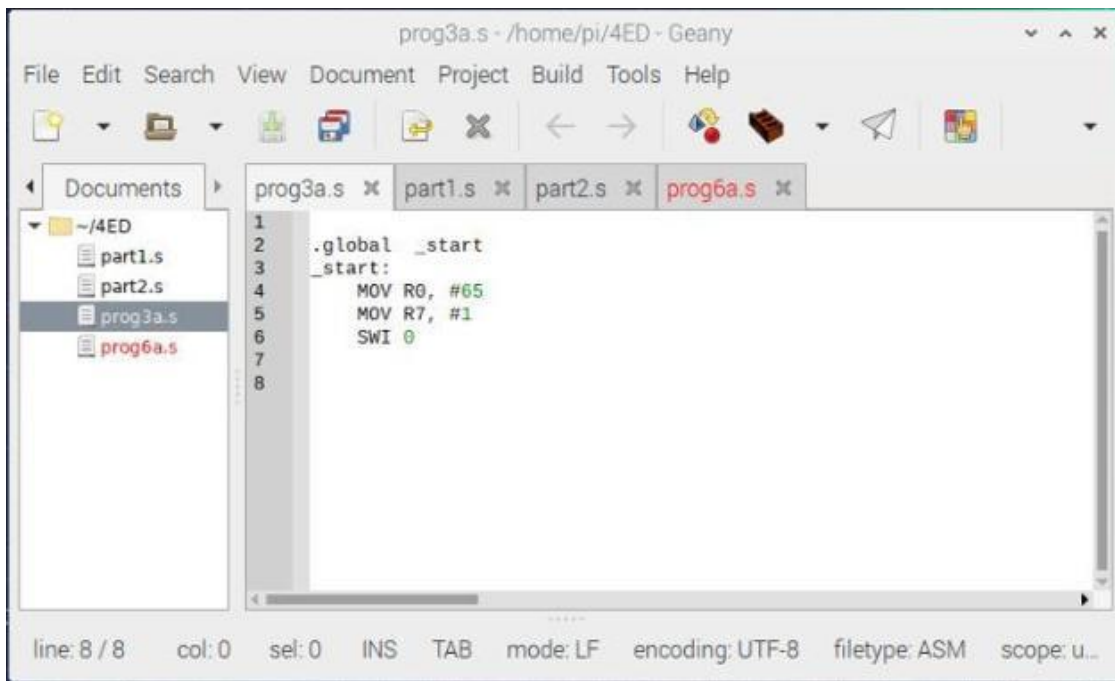 prog3a.s - /home/pi/4ED - Geany
File Edit Search View Document Project Build Tools Help
Documents
prog3a.s part1.s part2.s prog6a.s
~/4ED
part1.s
part2.s
prog3a.s
prog6a.s
1
2 .global _start
3 _start:
4 MOV R0, #65
5 MOV R7, #1
6 SWI 0
7
8
line: 8 / 8 col: 0 sel: 0 INS TAB mode: LF encoding: UTF-8 filetype: ASM scope: u...